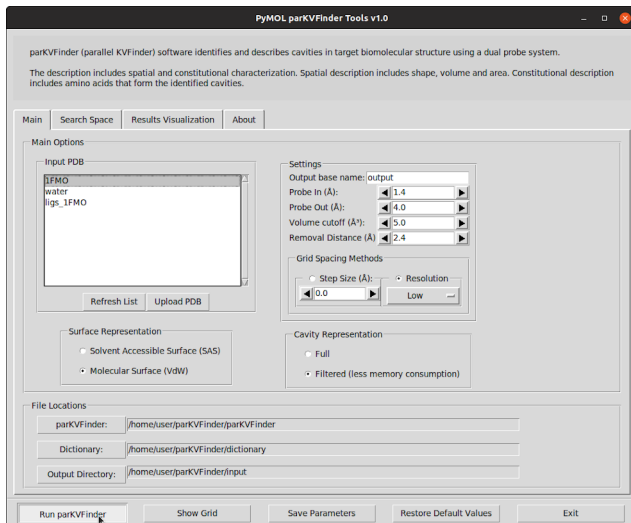 PyMOL parKVFinder Tools v1.0
parKVFinder (parallel KVFinder) software identifies and describes cavities in target biomolecular structure using a dual probe system.
The description includes spatial and constitutional characterization. Spatial description includes shape, volume and area. Constitutional description
includes amino acids that form the identified cavities.
Main Search Space Results Visualization About
Main Options
Input PDB
1FMO
water
ligs_1FMO
Refresh List Upload PDB
Settings
Output base name: output
Probe In (Å): 1.4
Probe Out (Å): 4.0
Volume cutoff (Å³): 5.0
Removal Distance (Å) 2.4
Grid Spacing Methods
Step Size (Å): Resolution
0.0 Low
Surface Representation
Solvent Accessible Surface (SAS)
Molecular Surface (VdW)
Cavity Representation
Full
Filtered (less memory consumption)
File Locations
parKVFinder: /home/user/parKVFinder/parKVFinder
Dictionary: /home/user/parKVFinder/dictionary
Output Directory: /home/user/parKVFinder/input
Run parKVFinder Show Grid Save Parameters Restore Default Values Exit